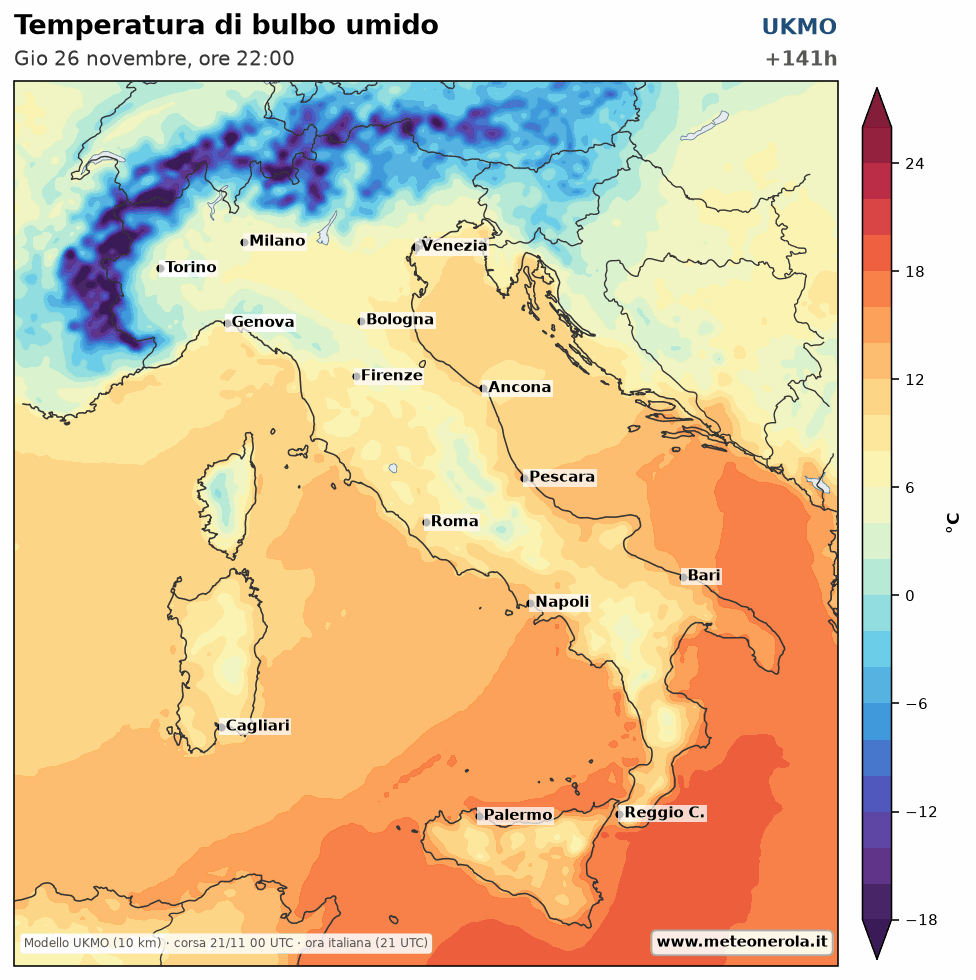 Temperatura di bulbo umido
UKMO
Gio 26 novembre, ore 22:00
+141h
Milano
Venezia
Torino
Genova
Bologna
Firenze
Ancona
Pescara
Roma
Bari
Napoli
Cagliari
Palermo
Reggio C.
24
18
12
6
0
−6
−12
−18
°C
Modello UKMO (10 km) · corsa 21/11 00 UTC · ora italiana (21 UTC)
www.meteonerola.it